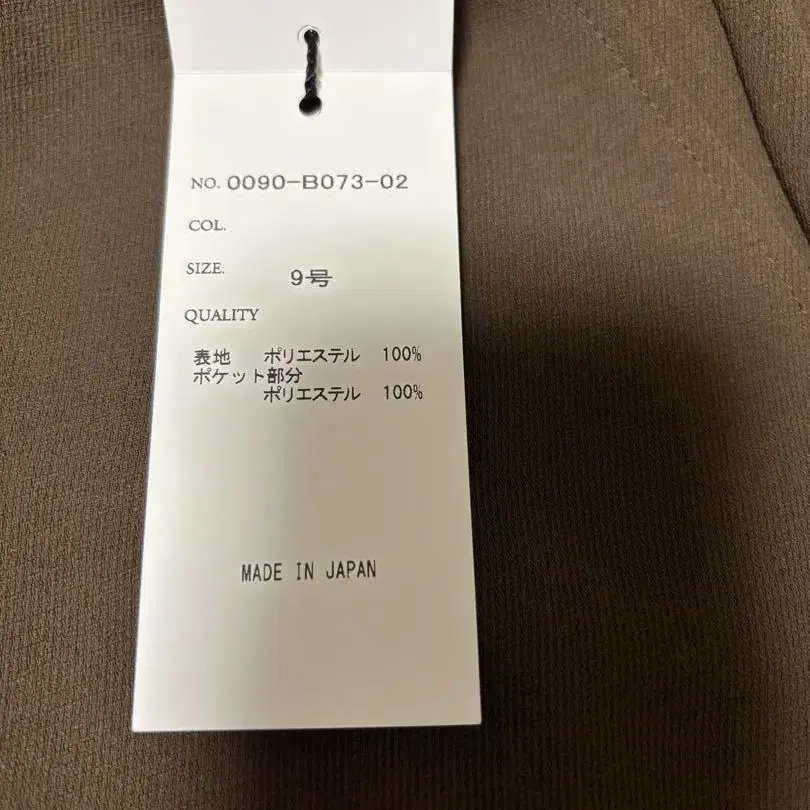 NO. 0090-B073-02
COL.
SIZE. 9号
QUALITY
表地 ポリエステル 100%
ポケット部分
ポリエステル 100%
MADE IN JAPAN